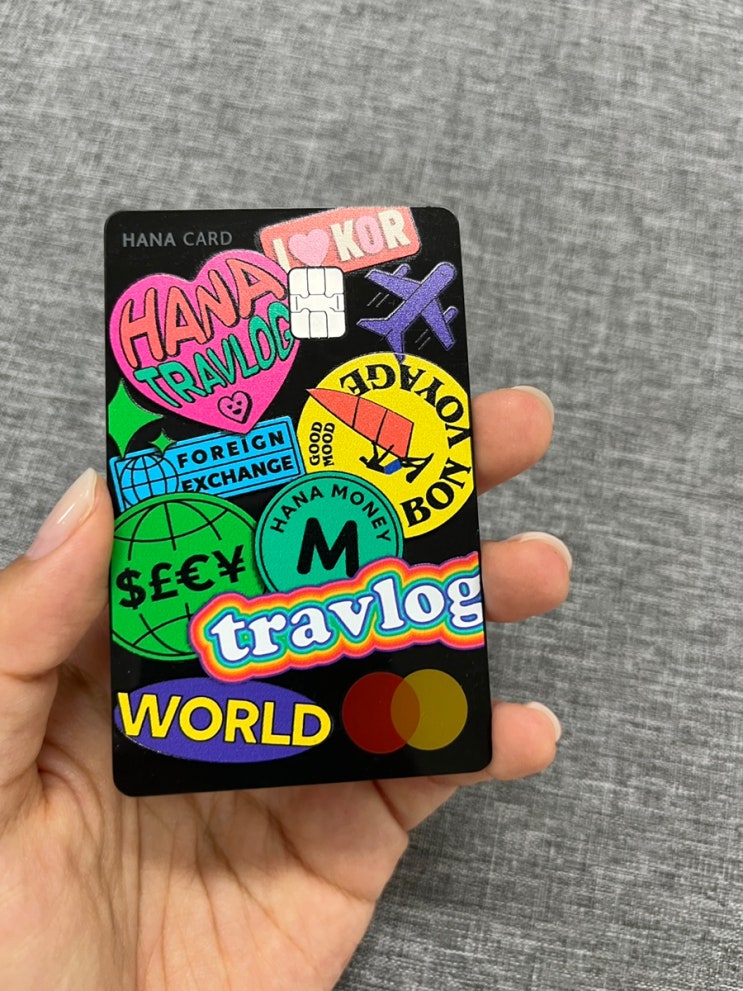 HANA CARD
I KOR
HANA
TRAVLOG
BON VOYAGE
GOOD
MOOD
FOREIGN
EXCHANGE
HANA MONEY
M
$£€¥
travlog
WORLD